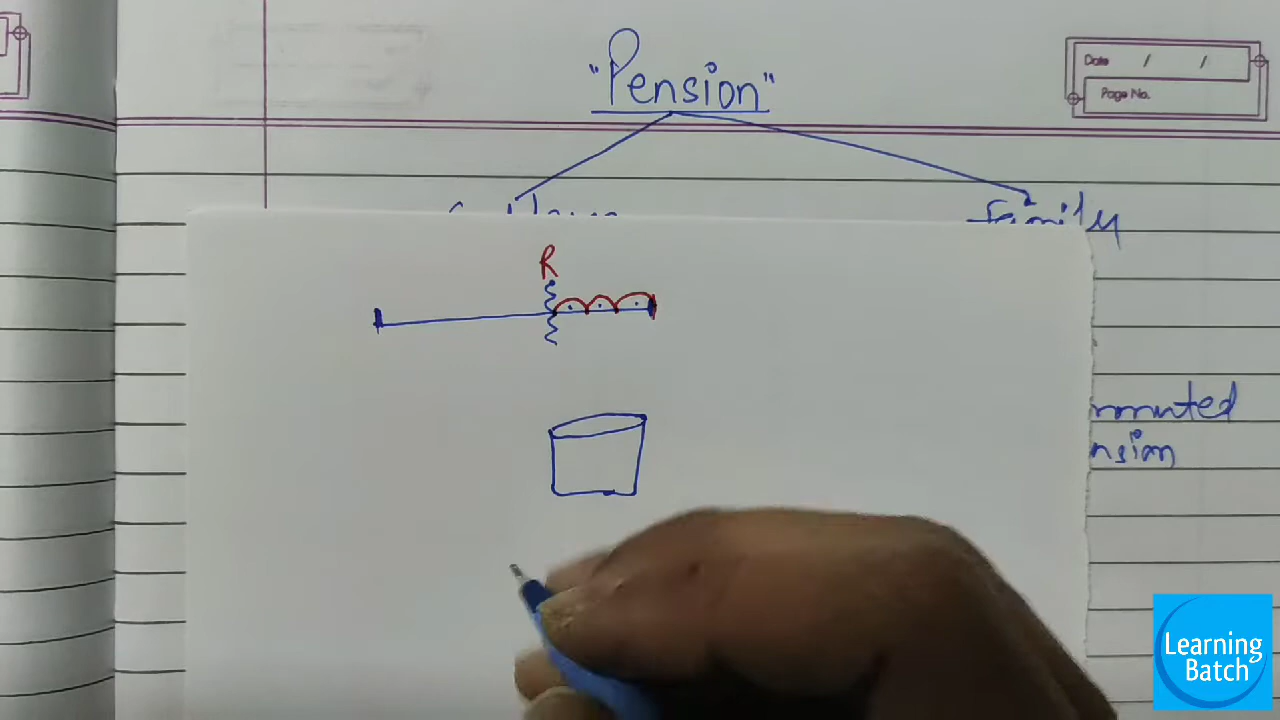 "Pension"
Date / /
Page No.
Family
R
Learning
Batch